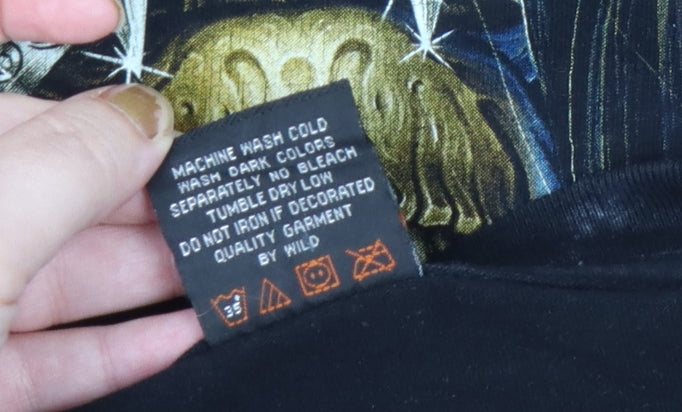 MACHINE WASH COLD
WASH DARK COLORS
SEPARATELY NO BLEACH
TUMBLE DRY LOW
DO NOT IRON IF DECORATED
QUALITY GARMENT
BY WILD
35°